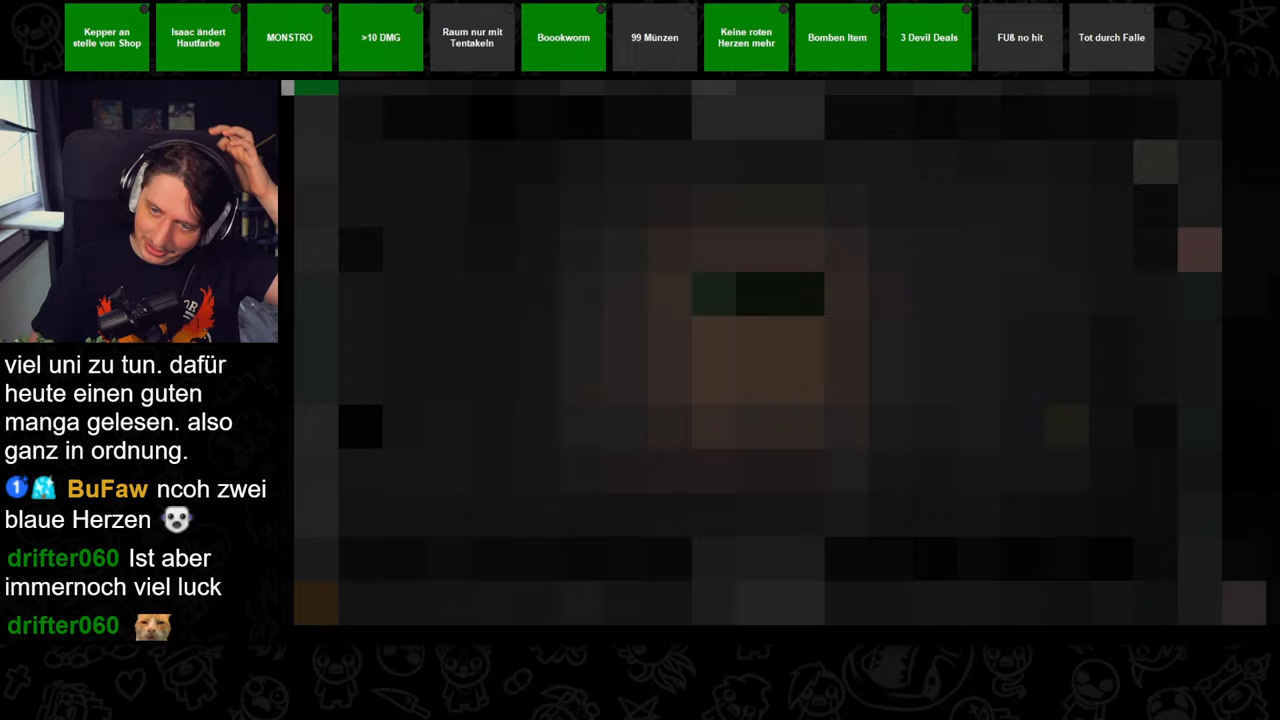 Kepper an
stelle von Shop
Isaac ändert
Hautfarbe
MONSTRO
>10 DMG
Raum nur mit
Tentakeln
Boookworm
99 Münzen
Keine roten
Herzen mehr
Bomben Item
3 Devil Deals
FUß no hit
Tot durch Falle
viel uni zu tun. dafür
heute einen guten
manga gelesen. also
ganz in ordnung.
1 BuFaw ncoh zwei
blaue Herzen
drifter060 Ist aber
immernoch viel luck
drifter060